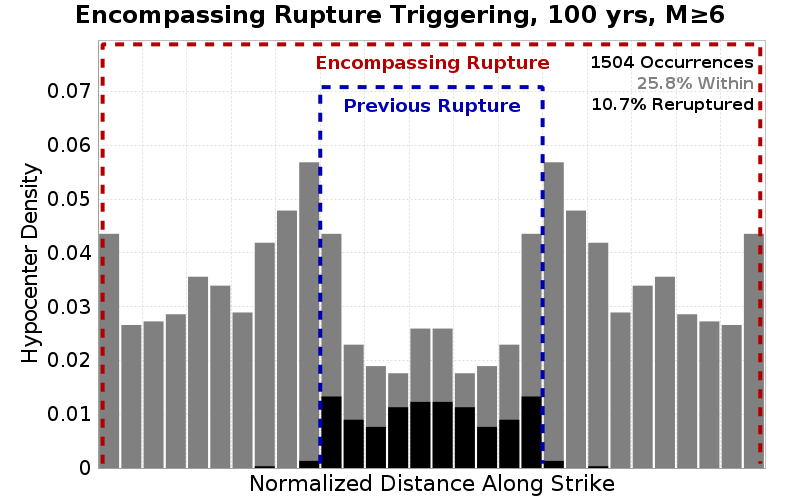 Encompassing Rupture Triggering, 100 yrs, M≥6
Encompassing Rupture
1504 Occurrences
25.8% Within
10.7% Reruptured
Previous Rupture
Hypocenter Density
0.07
0.06
0.05
0.04
0.03
0.02
0.01
0
Normalized Distance Along Strike